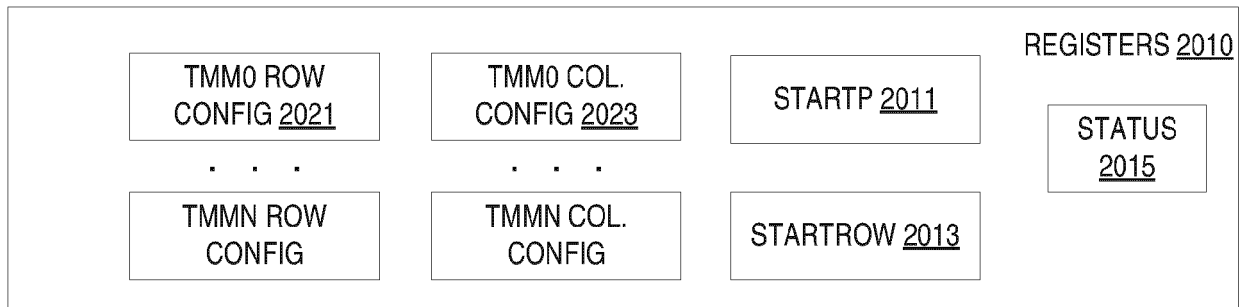 REGISTERS 2010
TMM0 ROW
CONFIG 2021
TMM0 COL.
CONFIG 2023
STARTP 2011
STATUS
2015
. . .
. . .
TMMN ROW
CONFIG
TMMN COL.
CONFIG
STARTROW 2013